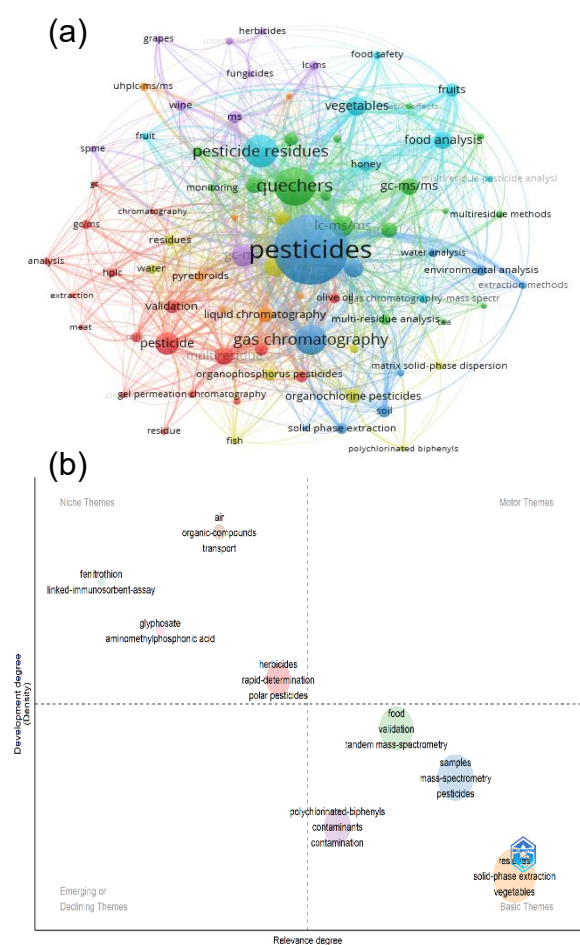 (a)
grapes
herbicides
lc-ms
food safety
uhplc-ms/ms
fungicides
fruits
wine
ms
vegetables
fruit
pesticide residues
food analysis
spme
honey
gc
monitoring
quechers
gc-ms/ms
multiresidue pesticide analysi
chromatography
lc-ms/ms
multiresidue methods
gc/ms
residues
pesticides
water analysis
analysis
hplc
water
environmental analysis
pyrethroids
extraction methods
extraction
olive oil
gas chromatography-mass spectr
validation
meat
liquid chromatography
multi-residue analysis
pesticide
gas chromatography
multiresidue
matrix solid-phase dispersion
organophosphorus pesticides
gel permeation chromatography
organochlorine pesticides
soil
residue
solid phase extraction
fish
polychlorinated biphenyls
(b)
Niche Themes
Motor Themes
air
organic-compounds
transport
fenitrothion
linked-immunosorbent-assay
glyphosate
aminomethylphosphonic acid
herbicides
rapid-determination
polar pesticides
Development degree
(Density)
food
validation
tandem mass-spectrometry
samples
mass-spectrometry
pesticides
polychlorinated-biphenyls
contaminants
contamination
solid-phase extraction
vegetables
Emerging or
Declining Themes
Basic Themes
Relevance degree